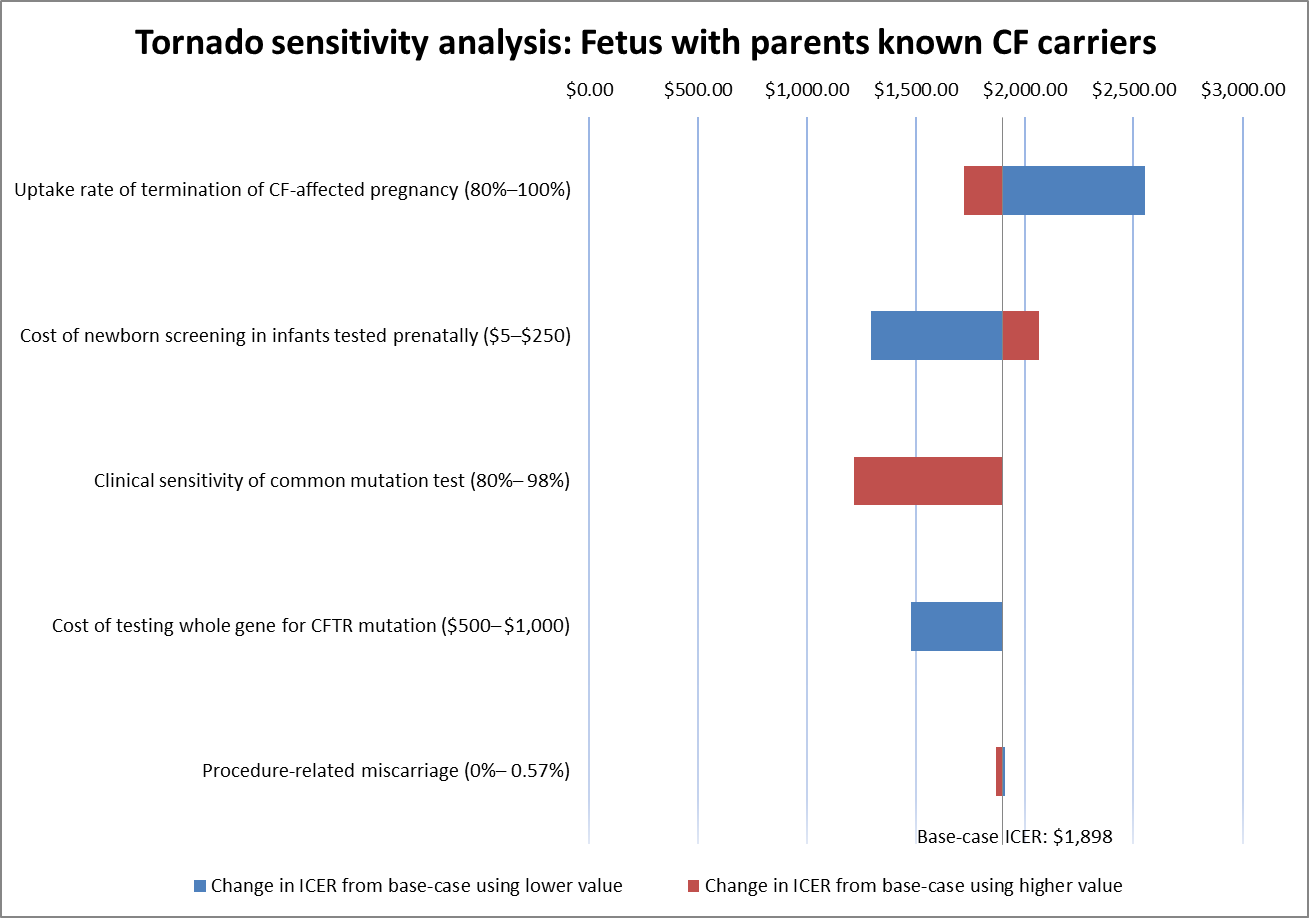 Tornado sensitivity analysis: Fetus with parents known CF carriers
$0.00 $500.00 $1,000.00 $1,500.00 $2,000.00 $2,500.00 $3,000.00
Uptake rate of termination of CF-affected pregnancy (80%–100%)
Cost of newborn screening in infants tested prenatally ($5–$250)
Clinical sensitivity of common mutation test (80%– 98%)
Cost of testing whole gene for CFTR mutation ($500– $1,000)
Procedure-related miscarriage (0%– 0.57%)
Base-case ICER: $1,898
Change in ICER from base-case using lower value
Change in ICER from base-case using higher value